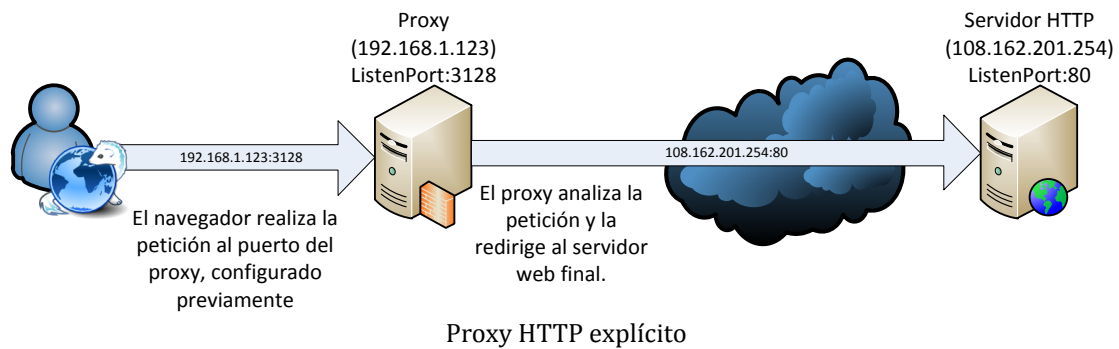 Proxy
(192.168.1.123)
ListenPort:3128
Servidor HTTP
(108.162.201.254)
ListenPort:80
192.168.1.123:3128
108.162.201.254:80
El navegador realiza la
petición al puerto del
proxy, configurado
previamente
El proxy analiza la
petición y la
redirige al servidor
web final.
Proxy HTTP explícito